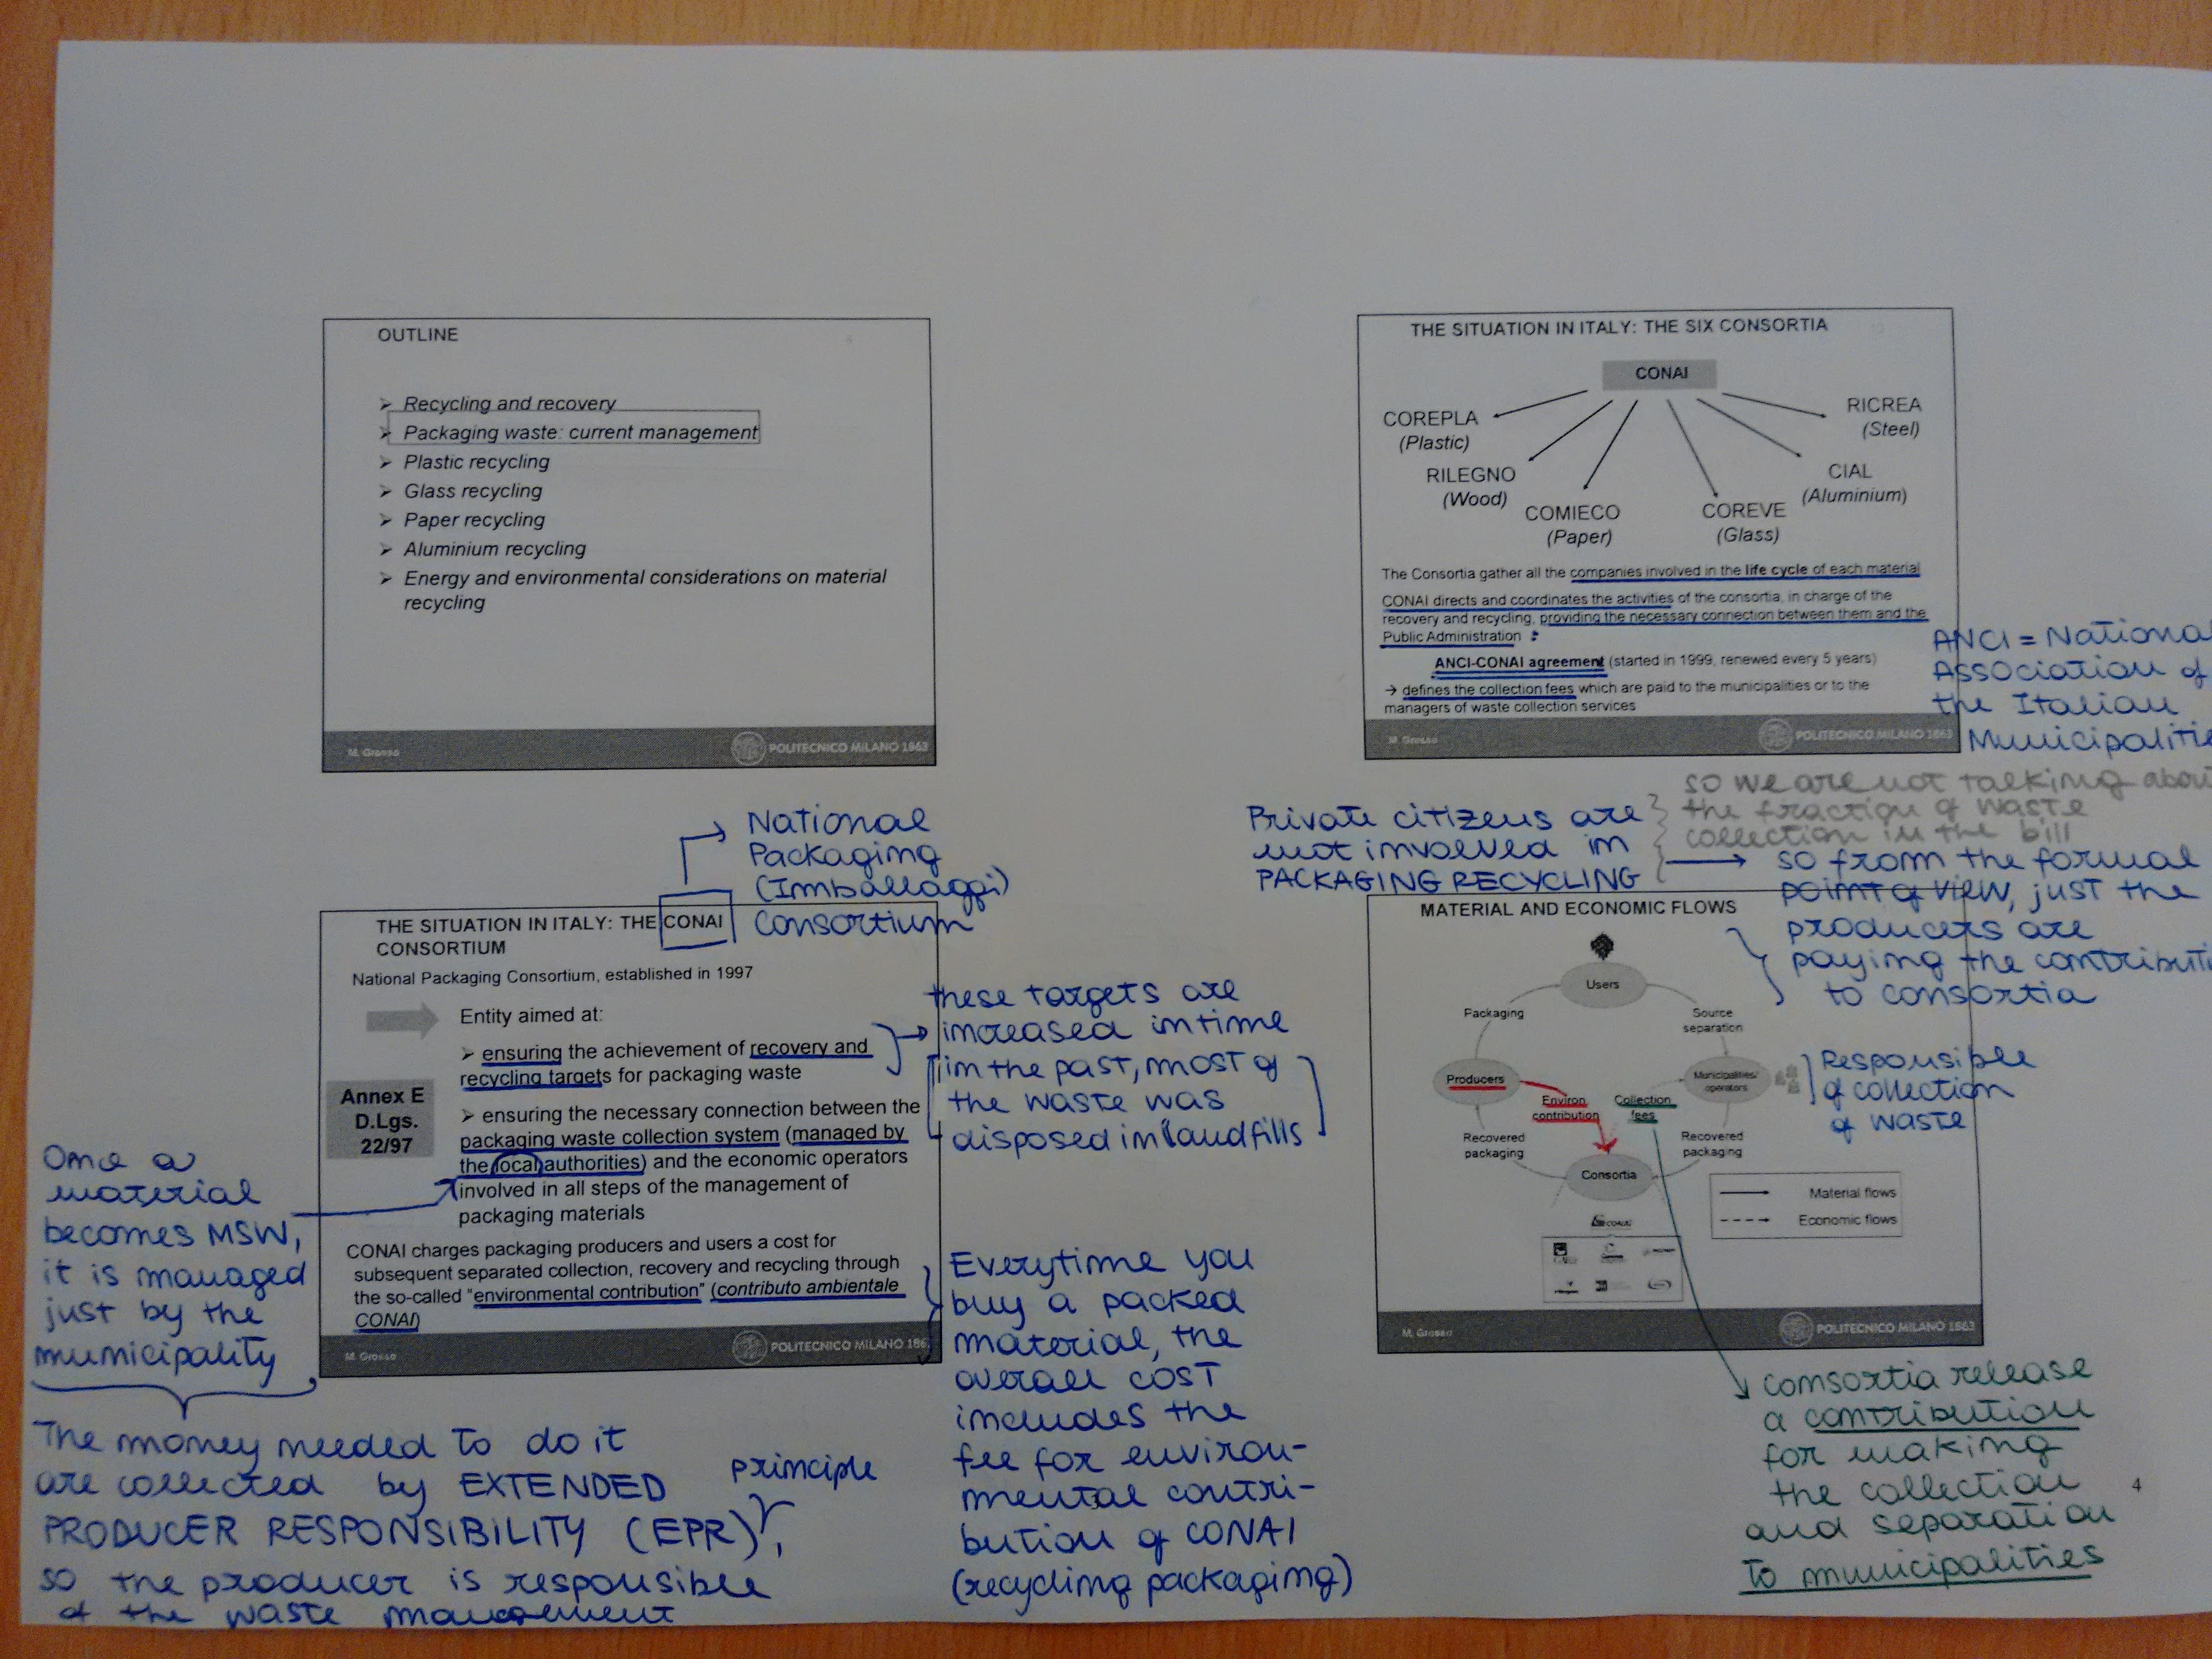 OUTLINE
➢ Recycling and recovery
➢ Packaging waste: current management
➢ Plastic recycling
➢ Glass recycling
➢ Paper recycling
➢ Aluminium recycling
➢ Energy and environmental considerations on material
recycling
M. Grosso
POLITECNICO MILANO 1863
THE SITUATION IN ITALY: THE SIX CONSORTIA
CONAI
COREPLA
(Plastic)
RILEGNO
(Wood)
COMIECO
(Paper)
COREVE
(Glass)
CIAL
(Aluminium)
RICREA
(Steel)
The Consortia gather all the companies involved in the life cycle of each material
CONAI directs and coordinates the activities of the consortia, in charge of the
recovery and recycling, providing the necessary connection between them and the
Public Administration
ANCI-CONAI agreement (started in 1999, renewed every 5 years)
→ defines the collection fees which are paid to the municipalities or to the
managers of waste collection services
M. Grosso
POLITECNICO MILANO 1863
ANCI = National
Association of
the Italian
National
Packaging
(Imballaggi)
Consortium
THE SITUATION IN ITALY: THE CONAI
CONSORTIUM
National Packaging Consortium, established in 1997
Entity aimed at:
➢ ensuring the achievement of recovery and
recycling targets for packaging waste
Annex E
D.Lgs.
22/97
➢ ensuring the necessary connection between the
packaging waste collection system (managed by
the local authorities) and the economic operators
involved in all steps of the management of
packaging materials
CONAI charges packaging producers and users a cost for
subsequent separated collection, recovery and recycling through
the so-called "environmental contribution" (contributo ambientale
CONAI)
M. Grosso
POLITECNICO MILANO 186
these targets are
increased in time
in the past, most of
the waste was
disposed in landfills
Once a
material
becomes MSW,
it is managed
just by the
municipality
The money needed to do it
are collected by EXTENDED
principle
PRODUCER RESPONSIBILITY (EPR),
so the producer is responsible
of the waste management
Everytime you
buy a packed
material, the
overall cost
includes the
fee for environ-
mental contri-
bution of CONAI
(recycling packaging)
Private citizens are
not involved in
PACKAGING RECYCLING
so we are not talking about
the fraction of waste
collection in the bill
so from the formal
point of view, just the
producers are
paying the
to consortia
MATERIAL AND ECONOMIC FLOWS
Users
Packaging
Source
separation
Producers
Municipalities/
operators
Environ
contribution
Collection
fees
Recovered
packaging
Recovered
packaging
Consortia
CONAI
Material flows
Economic flows
M. Grosso
POLITECNICO MILANO 1863
Responsible
of collection
of waste
consortia release
a contribution
for making
the collection
and separation
to municipalities
4